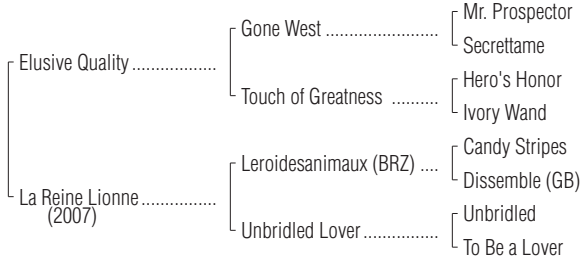 Mr. Prospector
Gone West ........................
Secrettame
Elusive Quality ..................
Hero's Honor
Touch of Greatness ..........
Ivory Wand
Candy Stripes
Leroidesanimaux (BRZ) ....
Dissemble (GB)
La Reine Lionne ................
(2007)
Unbridled
Unbridled Lover ................
To Be a Lover